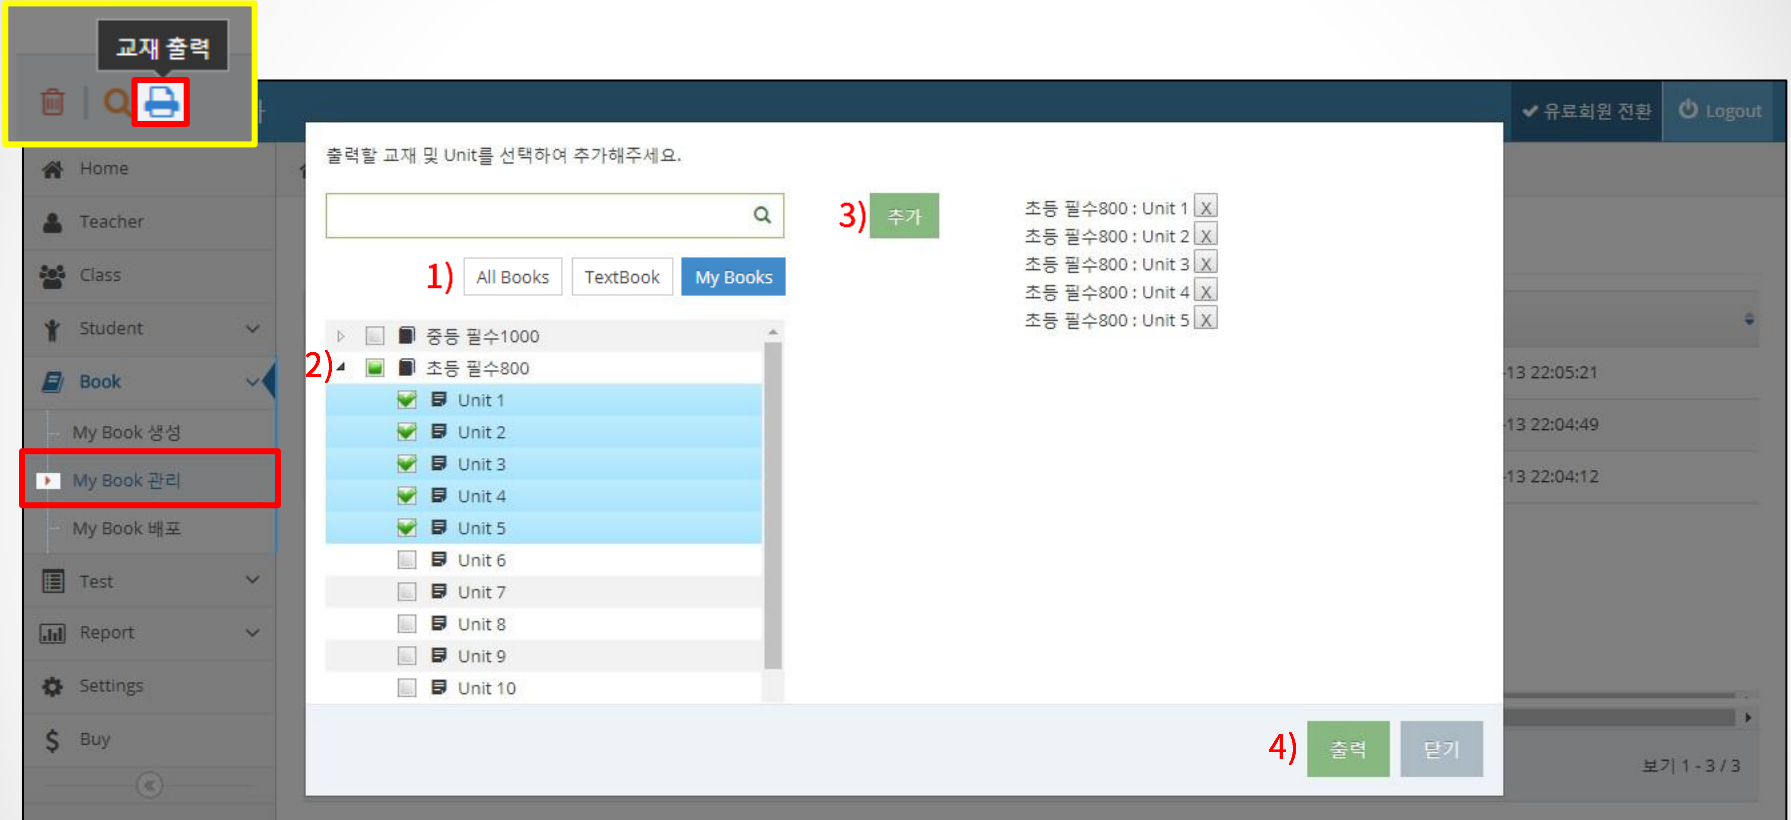 교재 출력
유료회원 전환
Logout
Home
Teacher
Class
Student
Book
My Book 생성
My Book 관리
My Book 배포
Test
Report
Settings
Buy
출력할 교재 및 Unit를 선택하여 추가해주세요.
1)
All Books
TextBook
My Books
2)
중등 필수1000
초등 필수800
Unit 1
Unit 2
Unit 3
Unit 4
Unit 5
Unit 6
Unit 7
Unit 8
Unit 9
Unit 10
3)
추가
초등 필수800 : Unit 1 X
초등 필수800 : Unit 2 X
초등 필수800 : Unit 3 X
초등 필수800 : Unit 4 X
초등 필수800 : Unit 5 X
-13 22:05:21
-13 22:04:49
-13 22:04:12
4)
출력
닫기
보기 1 - 3 / 3